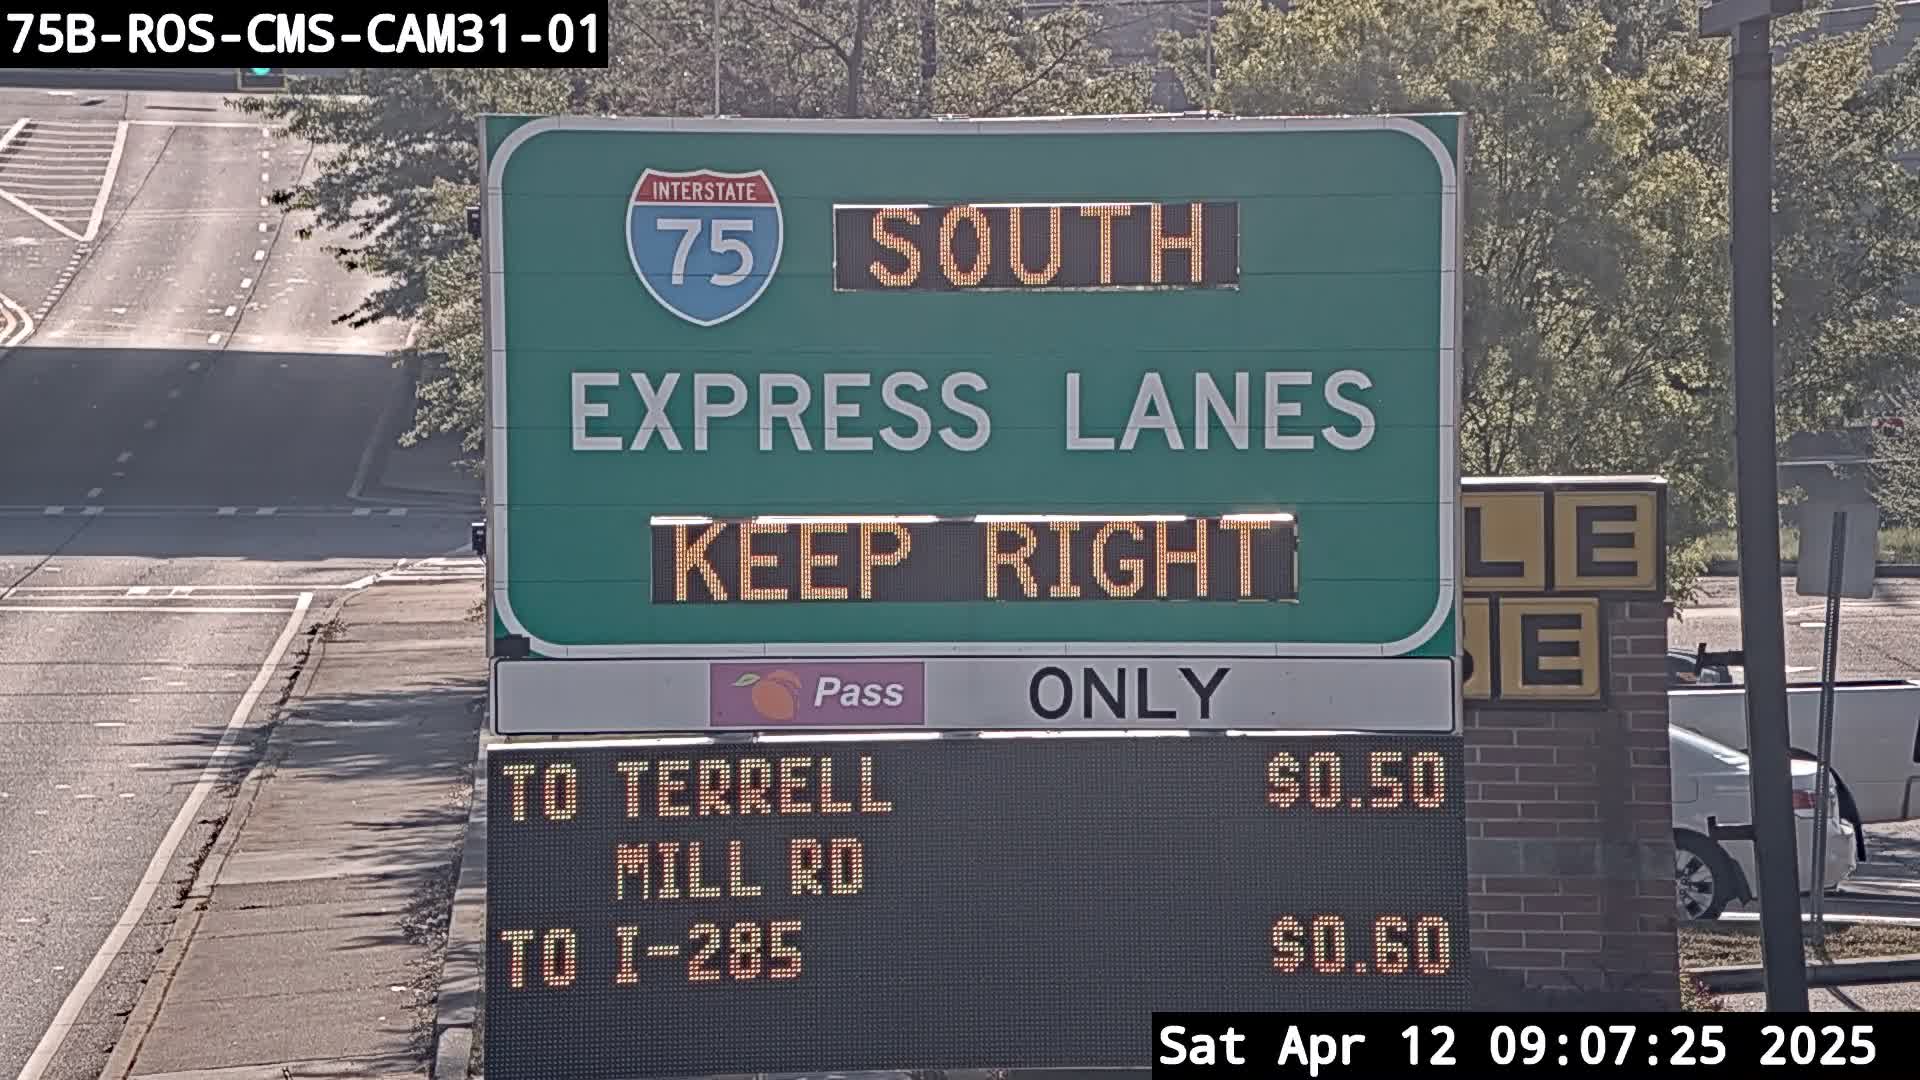 75B-ROS-CMS-CAM31-01
INTERSTATE
75
SOUTH
EXPRESS LANES
KEEP RIGHT
Pass ONLY
TO TERRELL $0.50
MILL RD
TO I-285 $0.60
LE
E
Sat Apr 12 09:07:25 2025